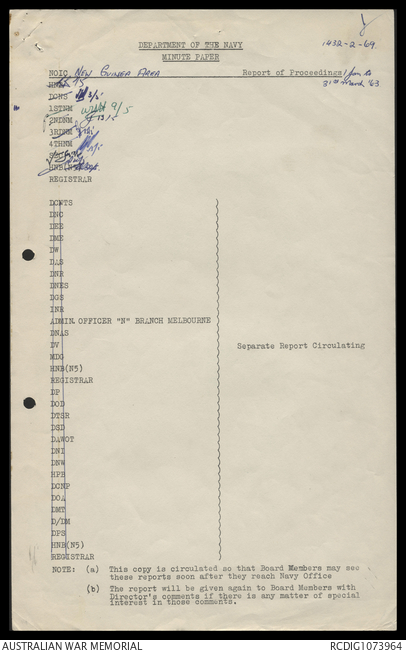 DEPARTMENT OF THE NAVY
MINUTE PAPER
1432-2-69
NOIC New Guinea Area Report of Proceedings 1 Jan to
31st March '63
DCNS
1STNM
2NDNM
3RDNM
4THNM
REGISTRAR
DCNTS
DNC
DEE
DME
DW
DAS
DNR
DNES
DGS
INR
ADMIN. OFFICER "N" BRANCH MELBOURNE
DNAS
DV
MDG
HNB(N5)
REGISTRAR
DP
DOD
DTSR
DSD
DAWOT
DNI
DNW
HPB
DCNP
DOA
DMT
D/DM
DPS
HNB(N5)
REGISTRAR
Separate Report Circulating
NOTE: (a) This copy is circulated so that Board Members may see
these reports soon after they reach Navy Office
(b) The report will be given again to Board Members with
Director's comments if there is any matter of special
interest in those comments.
AUSTRALIAN WAR MEMORIAL RCDIG1073964